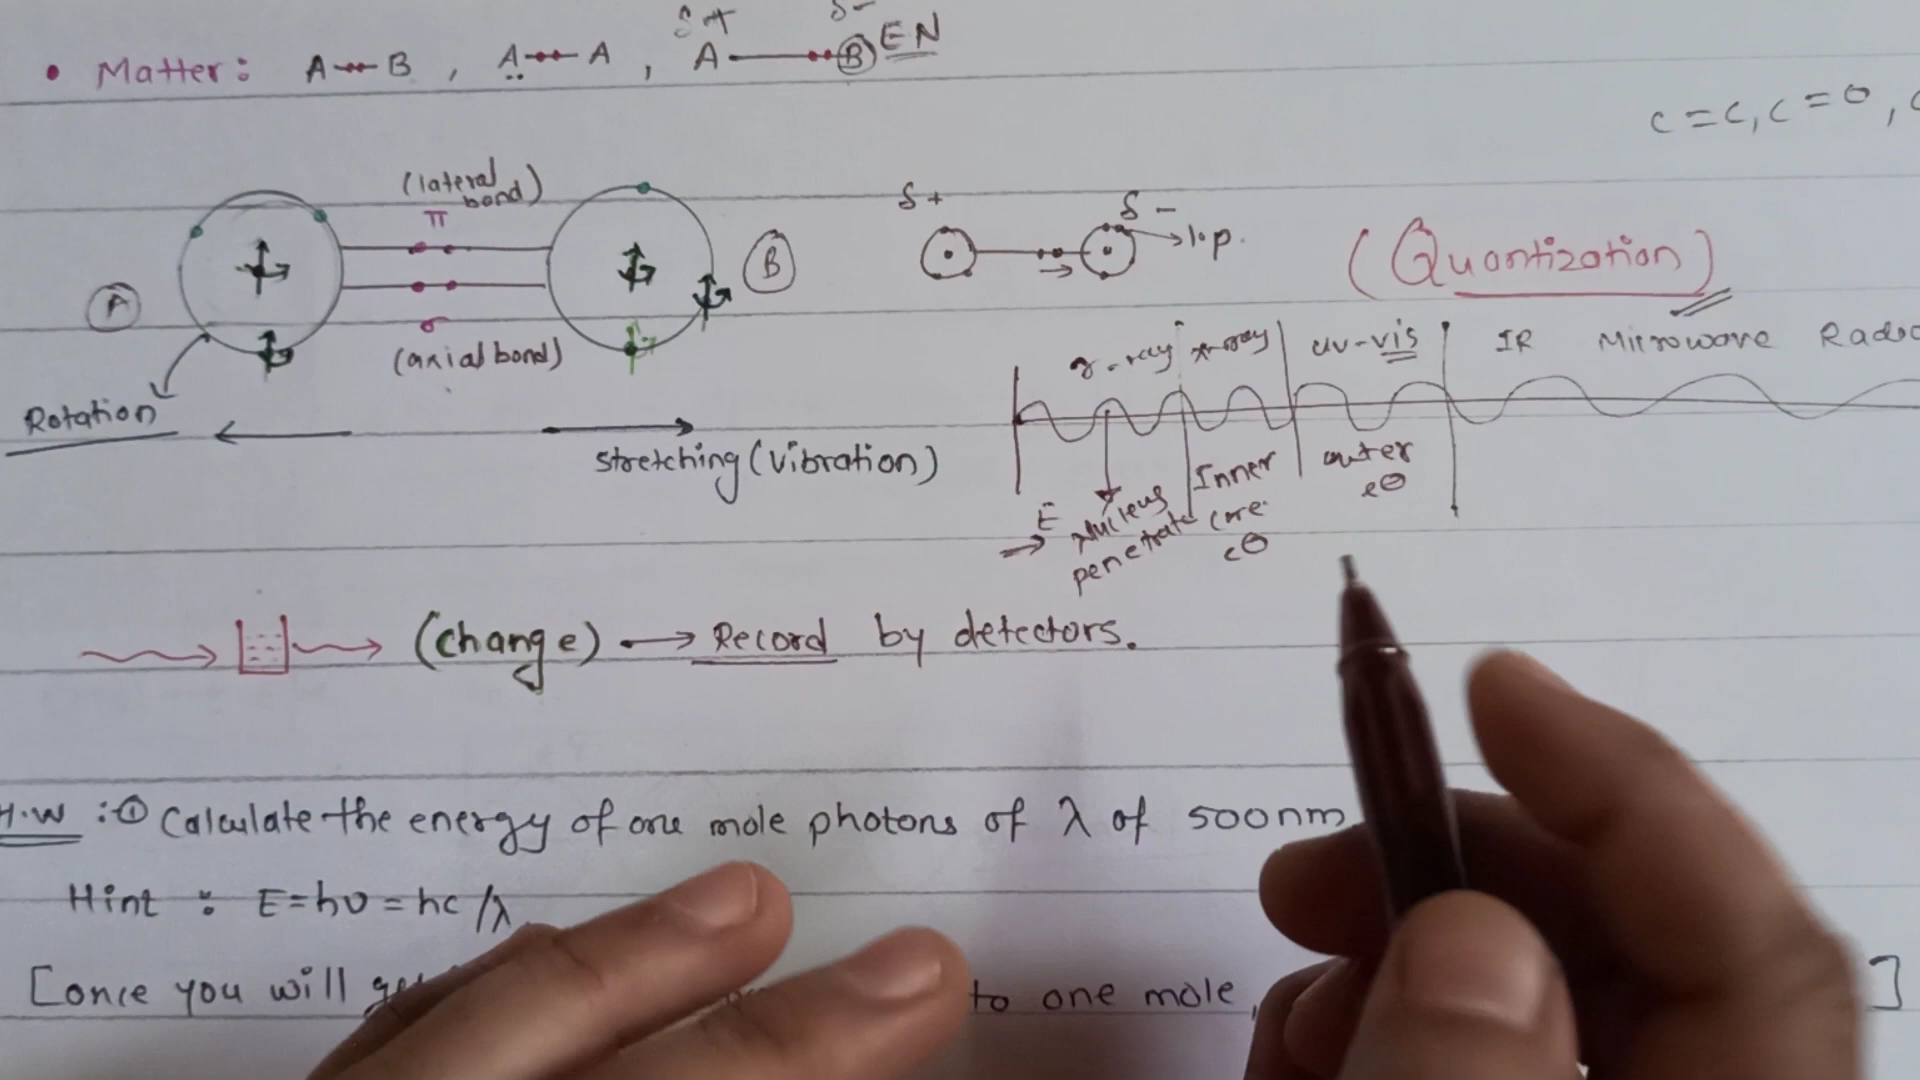 δ+ δ-
• Matter: A—B , A—A , A—B EN
C=C, C=O,
(lateral bond)
π
δ+ δ-
l.p.
(Quantization)
A B
σ
(axial bond)
γ-ray x-ray uv-vis IR Microwave Radio
Rotation
stretching (vibration)
E Nucleus penetrate Inner core e⊖ outer e⊖
(change) → Record by detectors.
H.W :① Calculate the energy of one mole photons of λ of 500nm
Hint : E=hυ = hc/λ
[once you will to one mole, ]